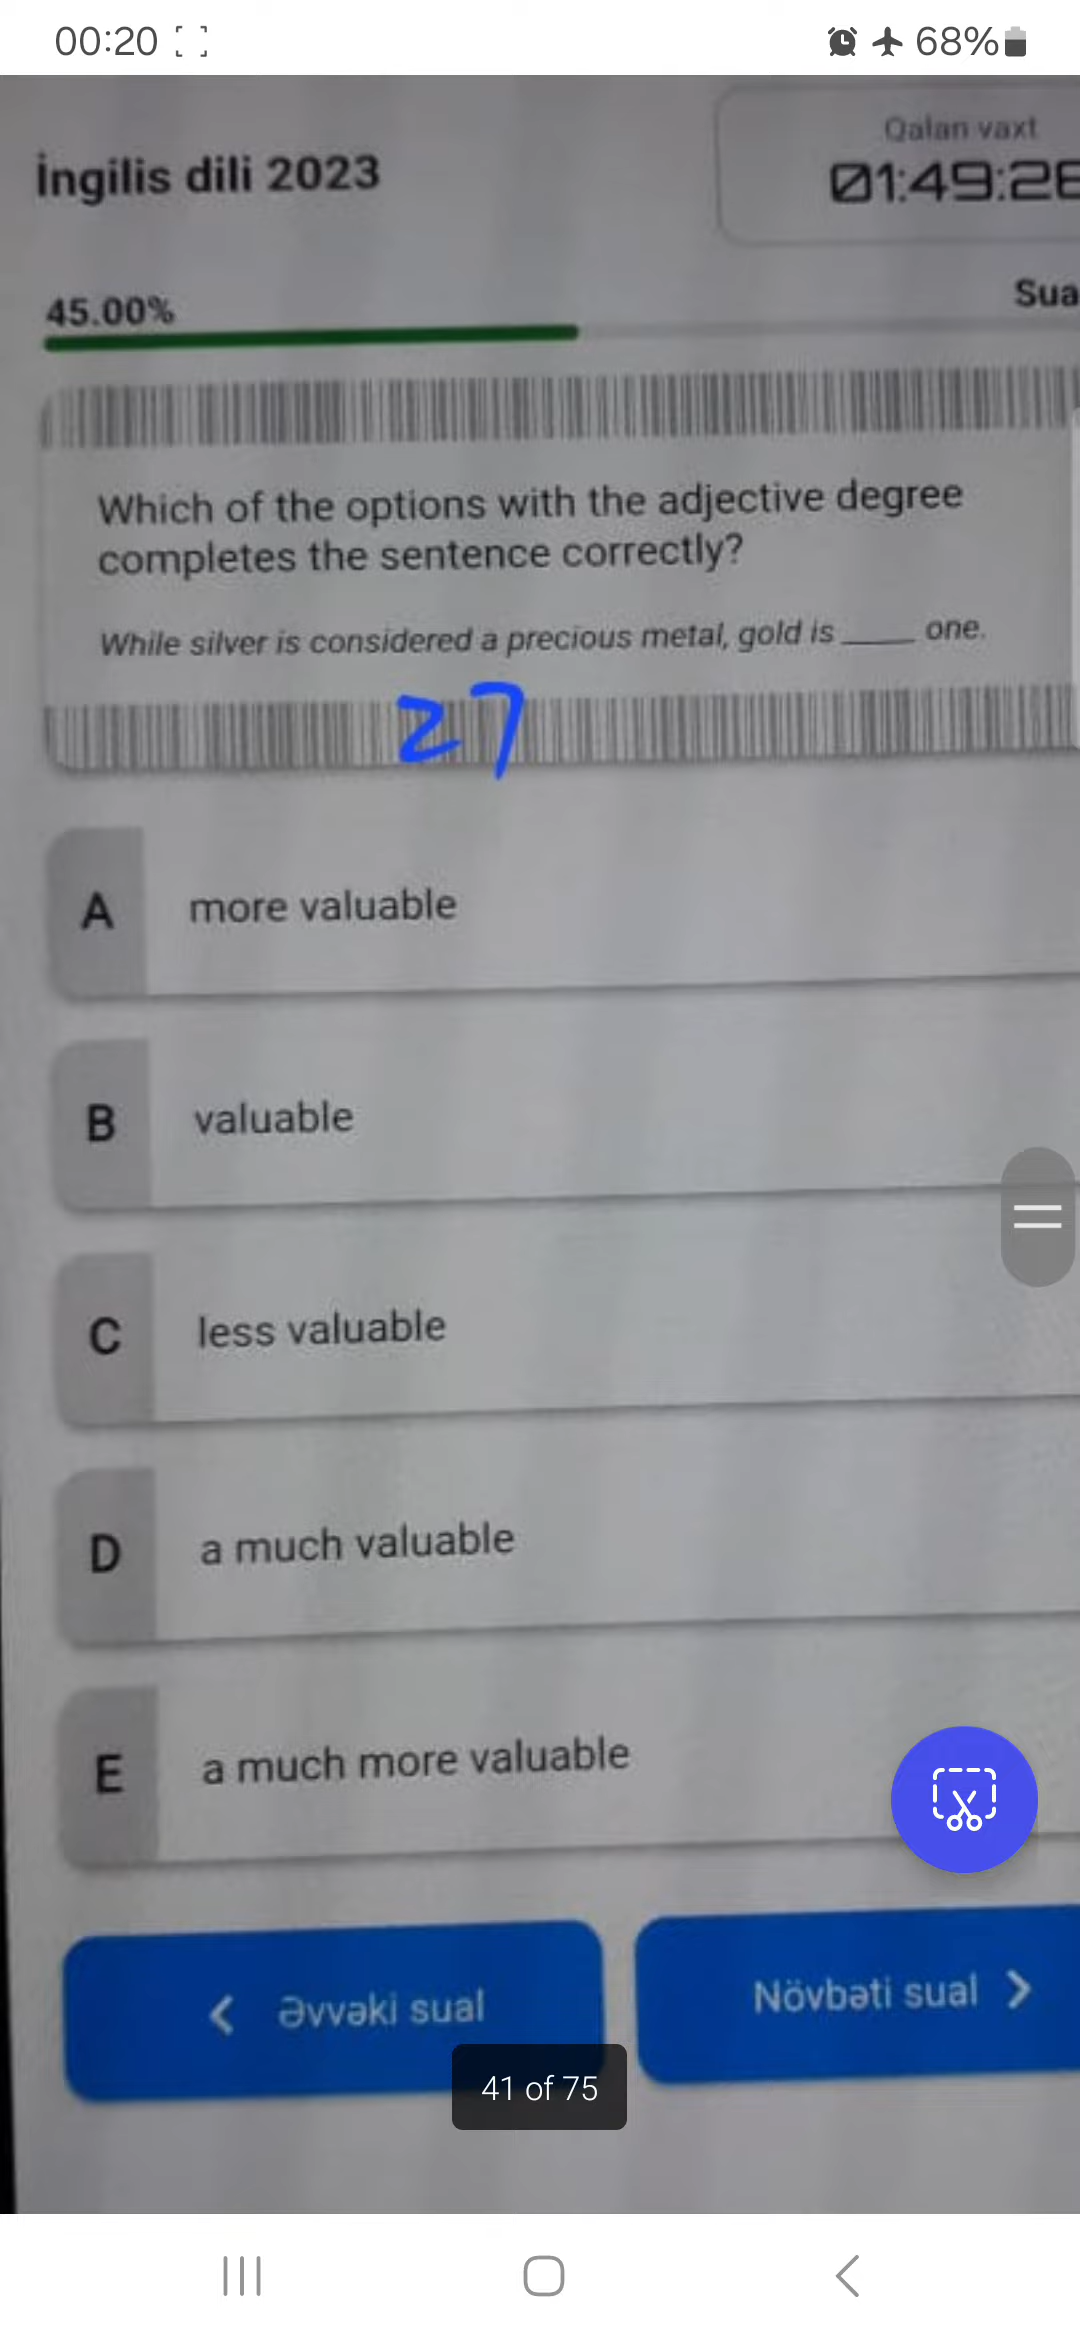 00:20
68%
İngilis dili 2023
Qalan vaxt
01:49:28
45.00%
Sua
Which of the options with the adjective degree
completes the sentence correctly?
While silver is considered a precious metal, gold is ____ one.
27
A more valuable
B valuable
C less valuable
D a much valuable
E a much more valuable
Əvvəki sual
Növbəti sual
41 of 75